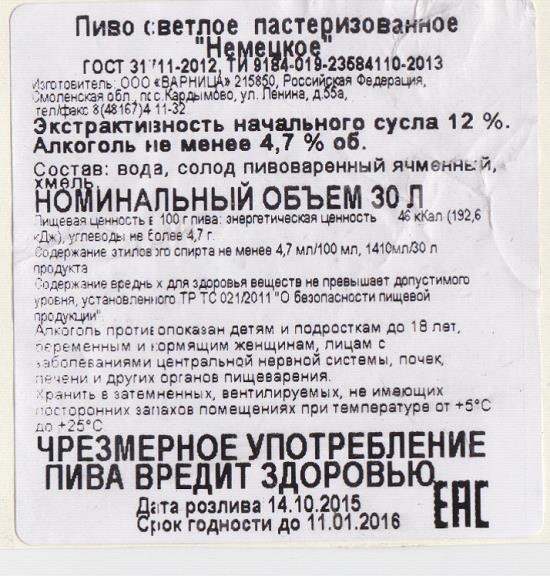 Пиво светлое пастеризованное
"Немецкое"
ГОСТ 31711-2012, ТИ 9184-019-23584110-2013
Изготовитель: ООО «ВАРНИЦА» 215850, Российская Федерация,
Смоленская обл., пос.Кардымово, ул. Ленина, д.55а,
тел/факс 8(48167)4 11-32
Экстрактивность начального сусла 12 %.
Алкоголь не менее 4,7 % об.
Состав: вода, солод пивоваренный ячменный,
хмель.
НОМИНАЛЬНЫЙ ОБЪЕМ 30 Л
Пищевая ценность в 100 г пива: энергетическая ценность 46 кКал (192,6
кДж), углеводы не более 4,7 г.
Содержание этилового спирта не менее 4,7 мл/100 мл, 1410мл/30 л
продукта
Содержание вредных для здоровья веществ не превышает допустимого
уровня, установленного ТР ТС 021/2011 "О безопасности пищевой
продукции"
Алкоголь противопоказан детям и подросткам до 18 лет,
беременным и кормящим женщинам, лицам с
заболеваниями центральной нервной системы, почек,
печени и других органов пищеварения.
Хранить в затемненных, вентилируемых, не имеющих
посторонних запахов помещениях при температуре от +5°С
до +25°С
ЧРЕЗМЕРНОЕ УПОТРЕБЛЕНИЕ
ПИВА ВРЕДИТ ЗДОРОВЬЮ
Дата розлива 14.10.2015
Срок годности до 11.01.2016
ЕАС